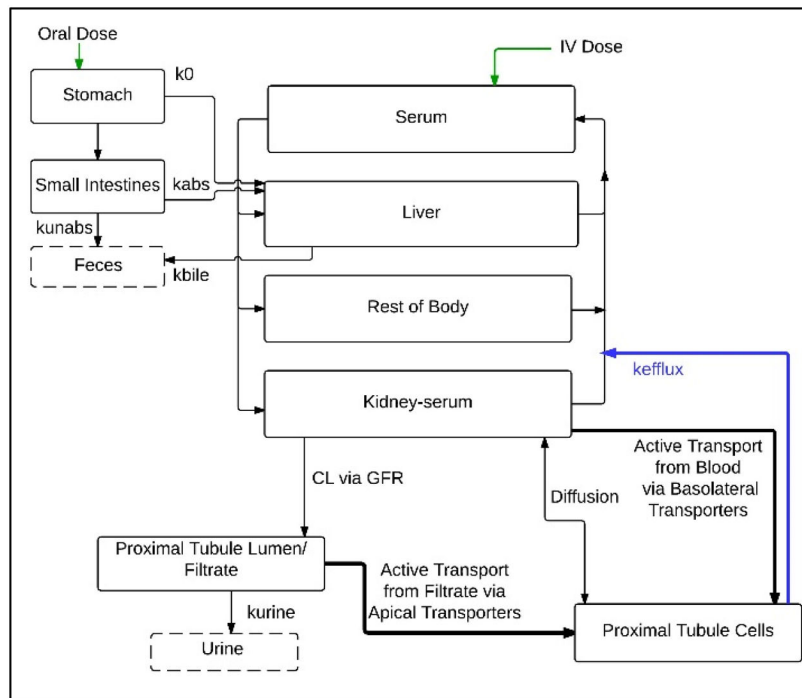 Oral Dose
k0
IV Dose
Stomach
Serum
Small Intestines
kabs
Liver
kunabs
Feces
kbile
Rest of Body
kefflux
Kidney-serum
Active Transport
from Blood
via Basolateral
Transporters
CL via GFR
Diffusion
Proximal Tubule Lumen/
Filtrate
Active Transport
from Filtrate via
Apical Transporters
kurine
Urine
Proximal Tubule Cells